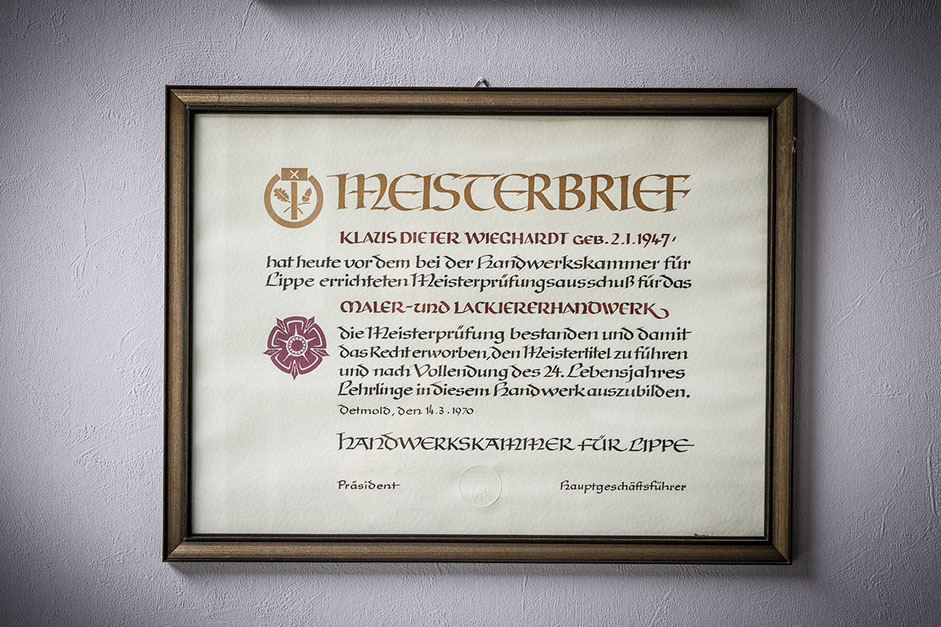 MEISTERBRIEF
KLAUS DIETER WIEGHARDT GEB. 2.1.1947,
hat heute vor dem bei der Handwerkskammer für
Lippe errichteten Meisterprüfungsausschuß für das
MALER- und LACKIERERHANDWERK
die Meisterprüfung bestanden und damit
das Recht erworben, den Meistertitel zu führen
und nach Vollendung des 24. Lebensjahres
Lehrlinge in diesem Handwerk auszubilden.
Detmold, den 14.3.1970
HANDWERKSKAMMER FÜR LIPPE
Präsident
Hauptgeschäftsführer